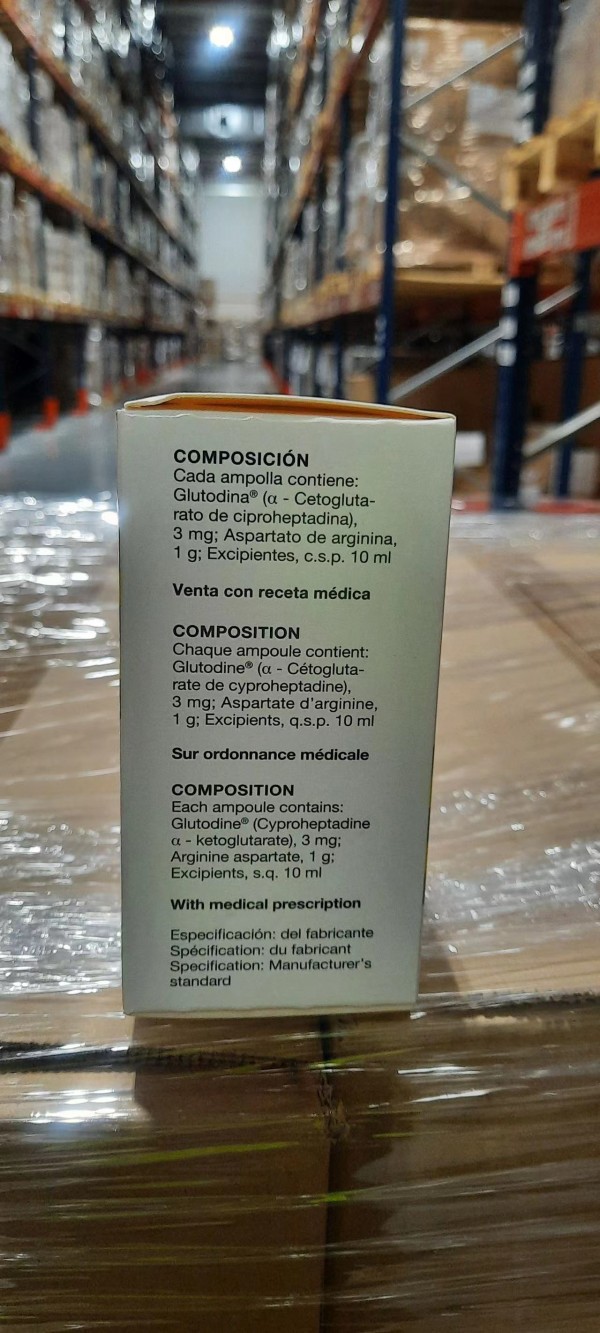 COMPOSICIÓN
Cada ampolla contiene:
Glutodina® (α - Cetogluta-
rato de ciproheptadina),
3 mg; Aspartato de arginina,
1 g; Excipientes, c.s.p. 10 ml
Venta con receta médica
COMPOSITION
Chaque ampoule contient:
Glutodine® (α - Cétogluta-
rate de cyproheptadine),
3 mg; Aspartate d'arginine,
1 g; Excipients, q.s.p. 10 ml
Sur ordonnance médicale
COMPOSITION
Each ampoule contains:
Glutodine® (Cyproheptadine
α - ketoglutarate), 3 mg;
Arginine aspartate, 1 g;
Excipients, s.q. 10 ml
With medical prescription
Especificación: del fabricante
Spécification: du fabricant
Specification: Manufacturer's
standard